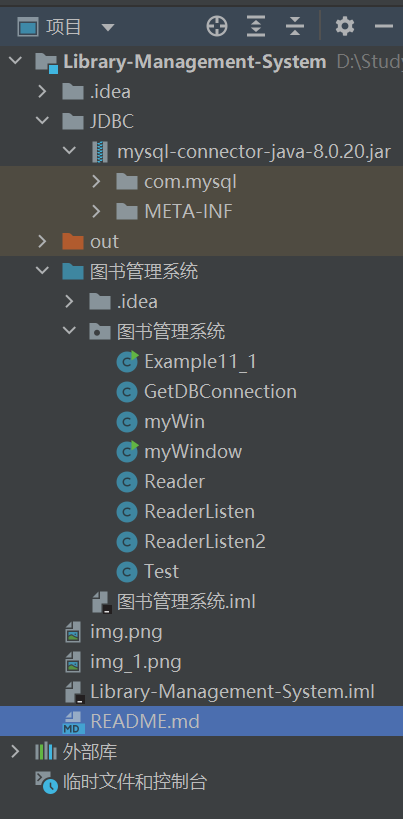 项目
Library-Management-System D:\Study
.idea
JDBC
mysql-connector-java-8.0.20.jar
com.mysql
META-INF
out
图书管理系统
.idea
图书管理系统
Example11_1
GetDBConnection
myWin
myWindow
Reader
ReaderListen
ReaderListen2
Test
图书管理系统.iml
img.png
img_1.png
Library-Management-System.iml
MD README.md
外部库
临时文件和控制台